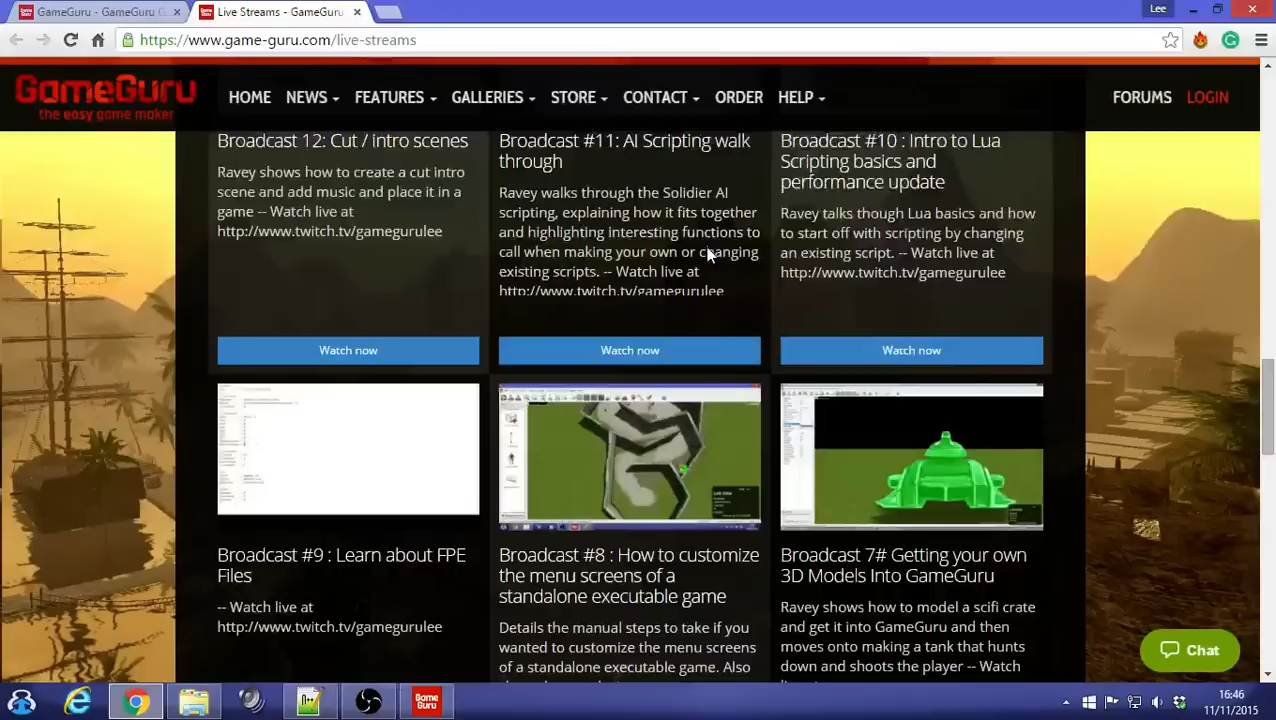 GameGuru - GameGuru G
Live Streams - GameGuru
Lee
https://www.game-guru.com/live-streams
GameGuru
the easy game maker
HOME NEWS FEATURES GALLERIES STORE CONTACT ORDER HELP
FORUMS LOGIN
Broadcast 12: Cut / intro scenes
Ravey shows how to create a cut intro
scene and add music and place it in a
game -- Watch live at
http://www.twitch.tv/gamegurulee
Watch now
Broadcast #11: AI Scripting walk
through
Ravey walks through the Solidier AI
scripting, explaining how it fits together
and highlighting interesting functions to
call when making your own or changing
existing scripts. -- Watch live at
http://www.twitch.tv/gamegurulee
Watch now
Broadcast #10 : Intro to Lua
Scripting basics and
performance update
Ravey talks though Lua basics and how
to start off with scripting by changing
an existing script. -- Watch live at
http://www.twitch.tv/gamegurulee
Watch now
Broadcast #9 : Learn about FPE
Files
-- Watch live at
http://www.twitch.tv/gamegurulee
Broadcast #8 : How to customize
the menu screens of a
standalone executable game
Details the manual steps to take if you
wanted to customize the menu screens
of a standalone executable game. Also
Broadcast 7# Getting your own
3D Models Into GameGuru
Ravey shows how to model a scifi crate
and get it into GameGuru and then
moves onto making a tank that hunts
down and shoots the player -- Watch
Chat
Game
Guru
16:46
11/11/2015